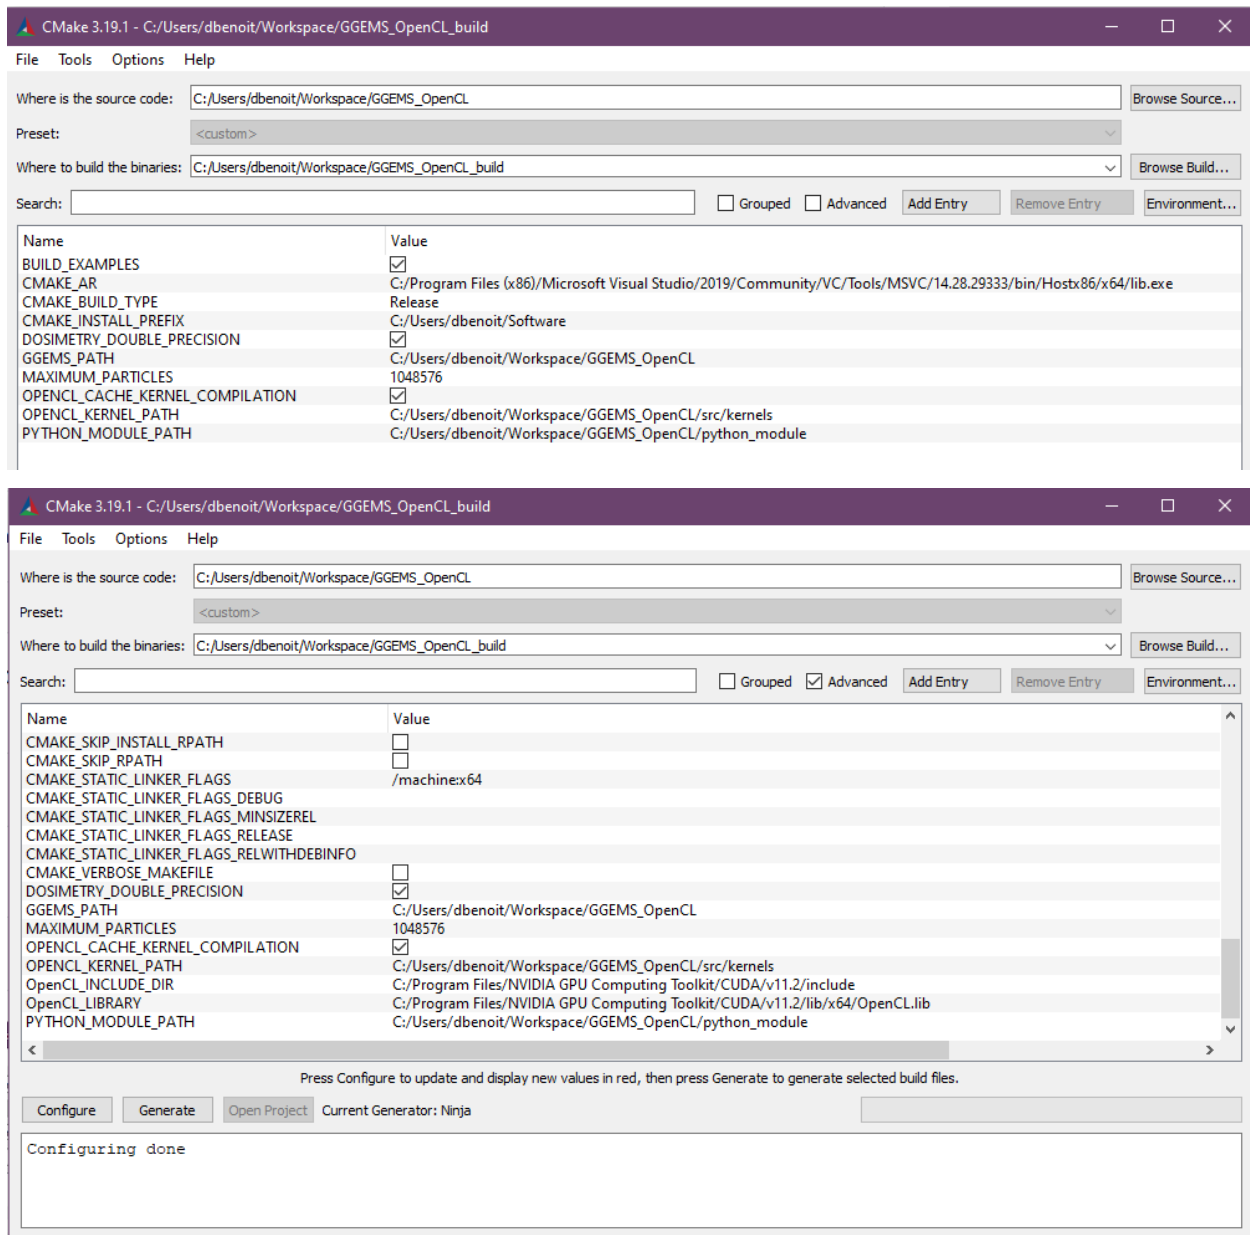 CMake 3.19.1 - C:/Users/dbenoit/Workspace/GGEMS_OpenCL_build
File Tools Options Help
Where is the source code: C:/Users/dbenoit/Workspace/GGEMS_OpenCL Browse Source...
Preset: <custom>
Where to build the binaries: C:/Users/dbenoit/Workspace/GGEMS_OpenCL_build Browse Build...
Search: Grouped Advanced Add Entry Remove Entry Environment...
Name Value
BUILD_EXAMPLES
CMAKE_AR C:/Program Files (x86)/Microsoft Visual Studio/2019/Community/VC/Tools/MSVC/14.28.29333/bin/Hostx86/x64/lib.exe
CMAKE_BUILD_TYPE Release
CMAKE_INSTALL_PREFIX C:/Users/dbenoit/Software
DOSIMETRY_DOUBLE_PRECISION
GGEMS_PATH C:/Users/dbenoit/Workspace/GGEMS_OpenCL
MAXIMUM_PARTICLES 1048576
OPENCL_CACHE_KERNEL_COMPILATION
OPENCL_KERNEL_PATH C:/Users/dbenoit/Workspace/GGEMS_OpenCL/src/kernels
PYTHON_MODULE_PATH C:/Users/dbenoit/Workspace/GGEMS_OpenCL/python_module
CMake 3.19.1 - C:/Users/dbenoit/Workspace/GGEMS_OpenCL_build
File Tools Options Help
Where is the source code: C:/Users/dbenoit/Workspace/GGEMS_OpenCL Browse Source...
Preset: <custom>
Where to build the binaries: C:/Users/dbenoit/Workspace/GGEMS_OpenCL_build Browse Build...
Search: Grouped Advanced Add Entry Remove Entry Environment...
Name Value
CMAKE_SKIP_INSTALL_RPATH
CMAKE_SKIP_RPATH
CMAKE_STATIC_LINKER_FLAGS /machine:x64
CMAKE_STATIC_LINKER_FLAGS_DEBUG
CMAKE_STATIC_LINKER_FLAGS_MINSIZEREL
CMAKE_STATIC_LINKER_FLAGS_RELEASE
CMAKE_STATIC_LINKER_FLAGS_RELWITHDEBINFO
CMAKE_VERBOSE_MAKEFILE
DOSIMETRY_DOUBLE_PRECISION
GGEMS_PATH C:/Users/dbenoit/Workspace/GGEMS_OpenCL
MAXIMUM_PARTICLES 1048576
OPENCL_CACHE_KERNEL_COMPILATION
OPENCL_KERNEL_PATH C:/Users/dbenoit/Workspace/GGEMS_OpenCL/src/kernels
OpenCL_INCLUDE_DIR C:/Program Files/NVIDIA GPU Computing Toolkit/CUDA/v11.2/include
OpenCL_LIBRARY C:/Program Files/NVIDIA GPU Computing Toolkit/CUDA/v11.2/lib/x64/OpenCL.lib
PYTHON_MODULE_PATH C:/Users/dbenoit/Workspace/GGEMS_OpenCL/python_module
Press Configure to update and display new values in red, then press Generate to generate selected build files.
Configure Generate Open Project Current Generator: Ninja
Configuring done